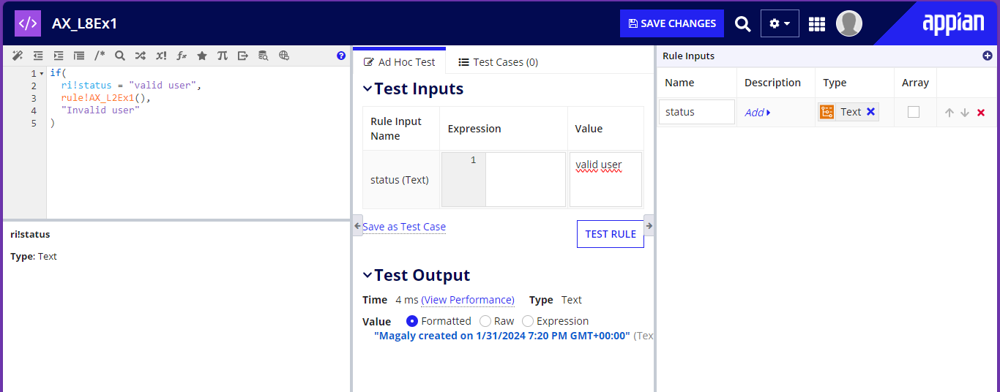 </> AX_L8Ex1
SAVE CHANGES
appian
/*
x!
fx
π
?
1 if(
2 ri!status = "valid user",
3 rule!AX_L2Ex1(),
4 "Invalid user"
5 )
ri!status
Type: Text
Ad Hoc Test
Test Cases (0)
Test Inputs
Rule Input Name
Expression
Value
status (Text)
1
valid user
Save as Test Case
TEST RULE
Test Output
Time 4 ms (View Performance) Type Text
Value Formatted Raw Expression
"Magaly created on 1/31/2024 7:20 PM GMT+00:00" (Tex
Rule Inputs
Name Description Type Array
status Add Text